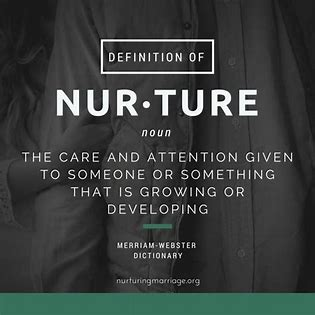 DEFINITION OF
NUR•TURE
noun
THE CARE AND ATTENTION GIVEN
TO SOMEONE OR SOMETHING
THAT IS GROWING OR
DEVELOPING
MERRIAM-WEBSTER
DICTIONARY
nurturingmarriage.org